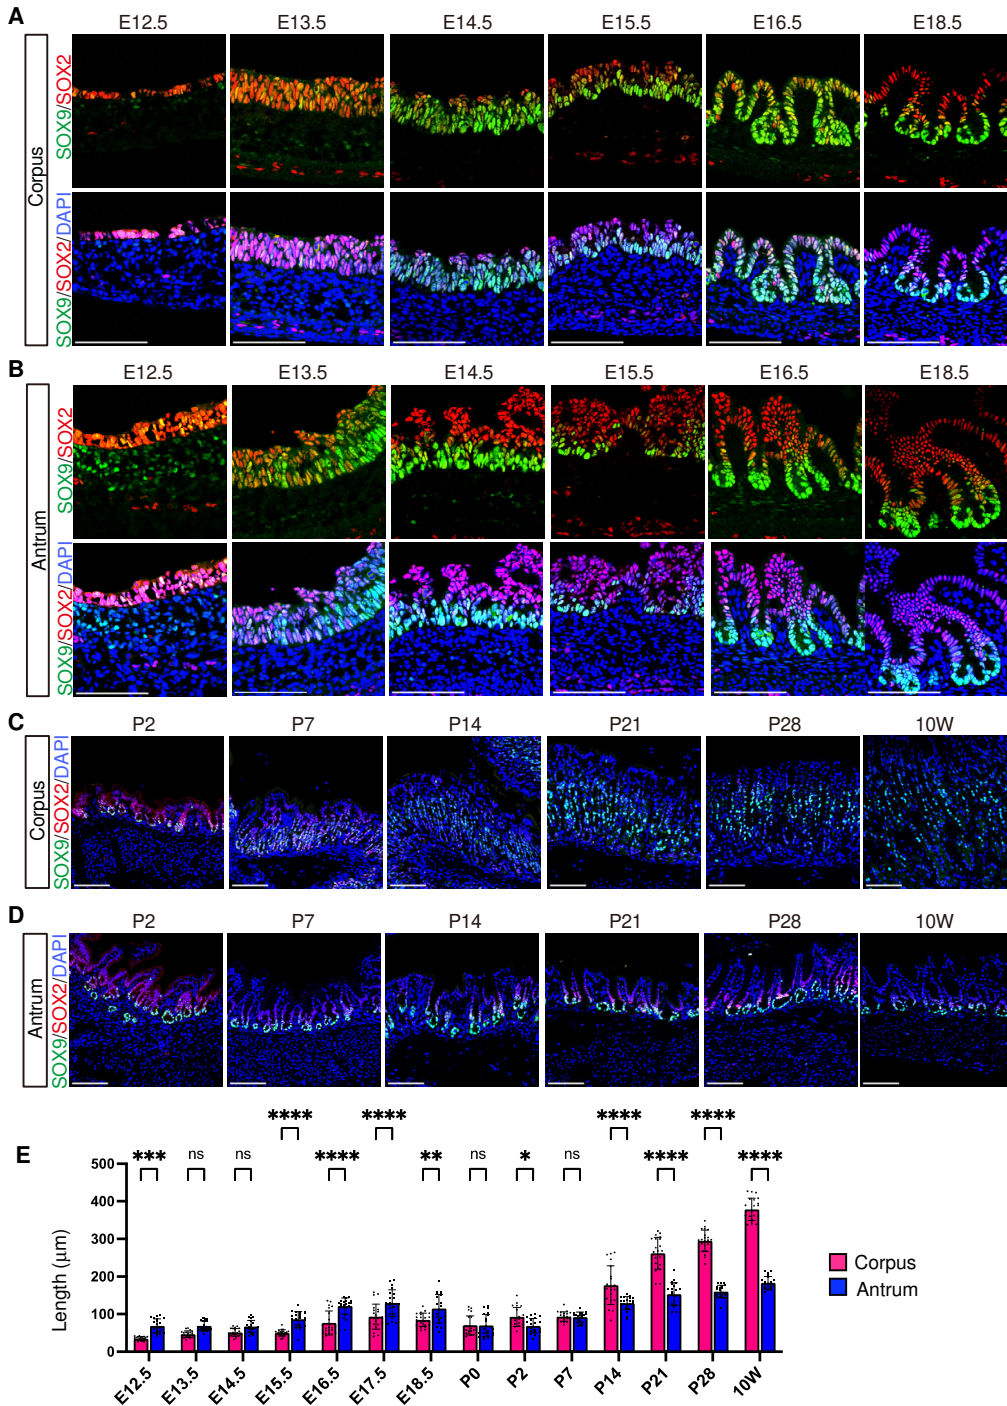 A
E12.5 E13.5 E14.5 E15.5 E16.5 E18.5
Corpus
SOX9/SOX2
SOX9/SOX2/DAPI
B
E12.5 E13.5 E14.5 E15.5 E16.5 E18.5
Antrum
SOX9/SOX2
SOX9/SOX2/DAPI
C
P2 P7 P14 P21 P28 10W
Corpus
SOX9/SOX2/DAPI
D
P2 P7 P14 P21 P28 10W
Antrum
SOX9/SOX2/DAPI
E
**** **** **** ****
*** ns ns **** ** ns * ns **** ****
Length (μm)
500
400
300
200
100
0
E12.5 E13.5 E14.5 E15.5 E16.5 E17.5 E18.5 P0 P2 P7 P14 P21 P28 10W
Corpus
Antrum